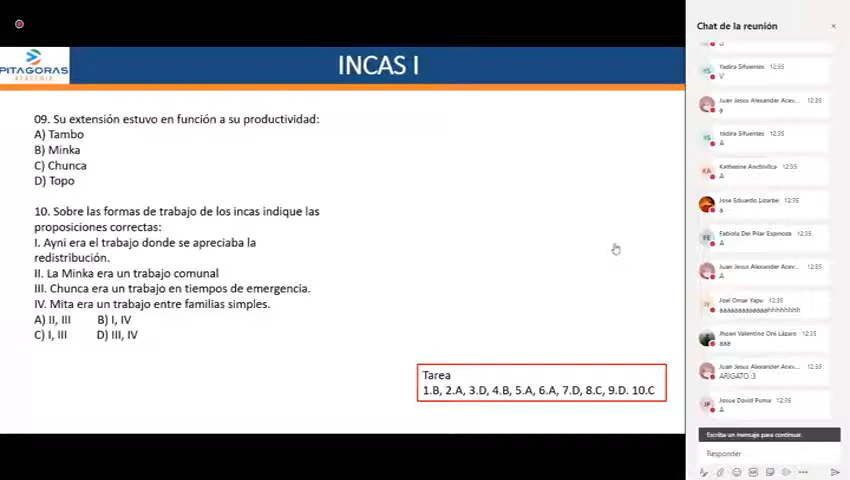 INCAS I
PITAGORAS
09. Su extensión estuvo en función a su productividad:
A) Tambo
B) Minka
C) Chunca
D) Topo
10. Sobre las formas de trabajo de los incas indique las
proposiciones correctas:
I. Ayni era el trabajo donde se apreciaba la
redistribución.
II. La Minka era un trabajo comunal
III. Chunca era un trabajo en tiempos de emergencia.
IV. Mita era un trabajo entre familias simples.
A) II, III B) I, IV
C) I, III D) III, IV
Tarea
1.B, 2.A, 3.D, 4.B, 5.A, 6.A, 7.D, 8.C, 9.D. 10.C
Chat de la reunión
YS Yadira Sifuentes 12:35
V
Juan Jesus Alexander Acev... 12:35
YS Yadira Sifuentes 12:35
A
KA Katherine Anchivilca 12:35
A
Jose Eduardo Lizarbe 12:35
a
FE Fabiola Del Pilar Espinoza 12:35
A
Juan Jesus Alexander Acev... 12:35
A
Joel Omar Yapu 12:35
aaaaaaaaaaaahhhhhhhh
Jhosen Valentino Oré Lázaro 12:35
aaa
Juan Jesus Alexander Acev... 12:35
ARIGATO :3
JP Josue David Puma 12:35
A
Escriba un mensaje para continuar.
Responder